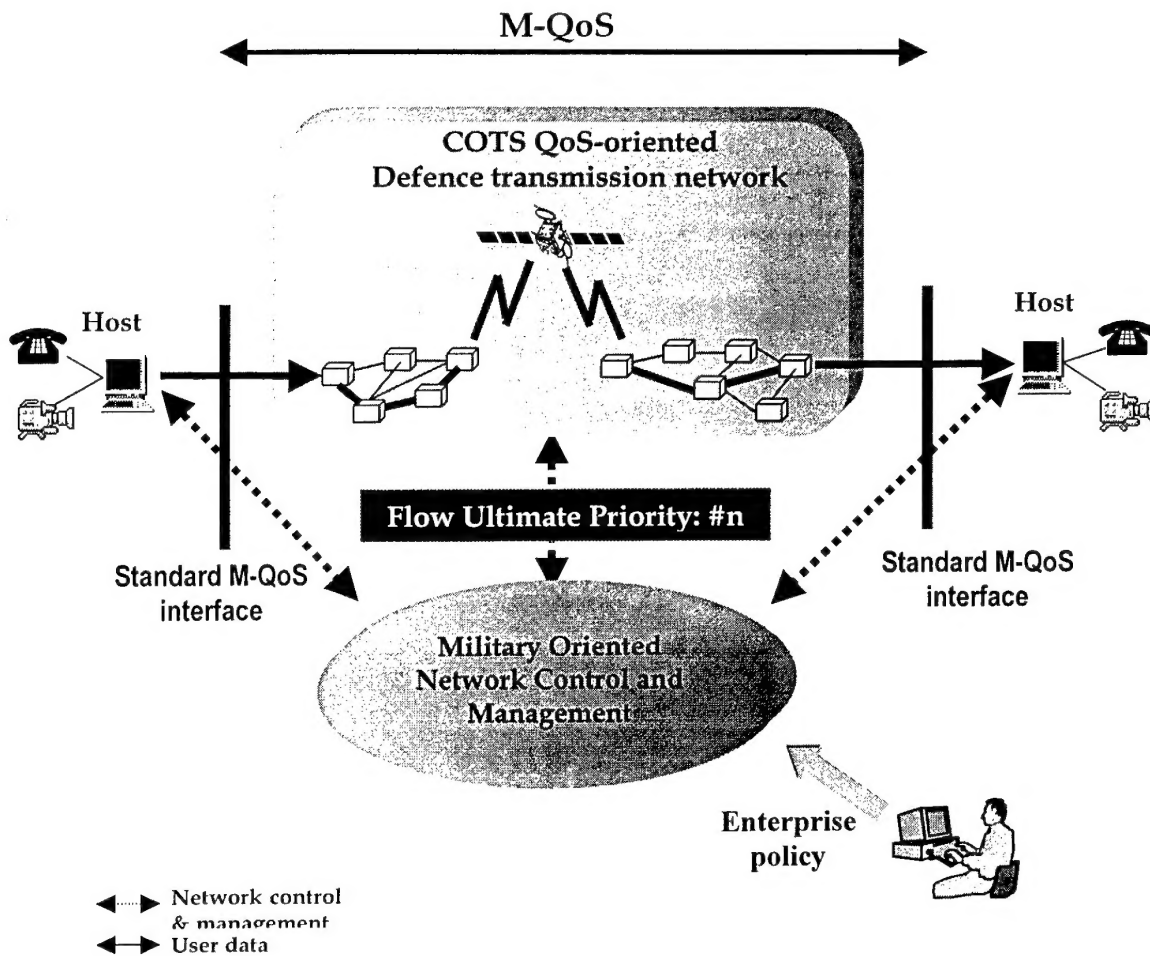 M-QoS
COTS QoS-oriented
Defence transmission network
Host
Host
Flow Ultimate Priority: #n
Standard M-QoS
interface
Standard M-QoS
interface
Military Oriented
Network Control and
Management
Enterprise
policy
Network control
& management
User data